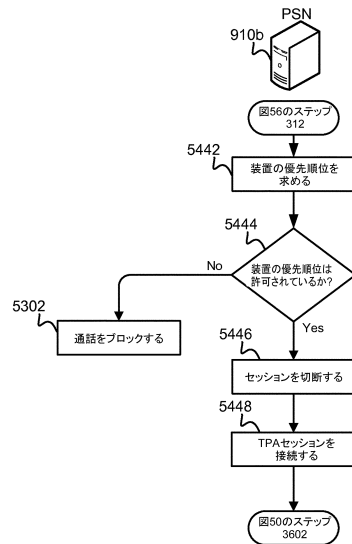 PSN
910b
図56のステップ
312
5442
装置の優先順位を
求める
5444
装置の優先順位は
許可されているか?
No
Yes
5302
通話をブロックする
5446
セッションを切断する
5448
TPAセッションを
接続する
図50のステップ
3602